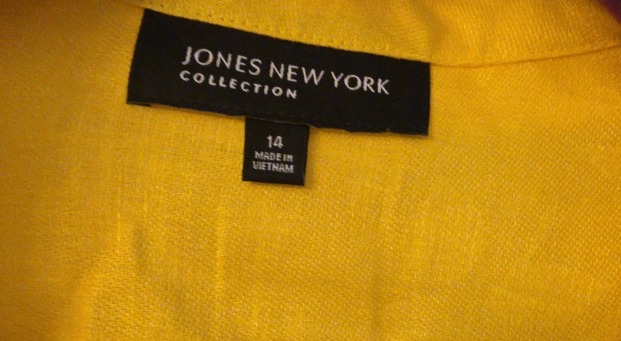 JONES NEW YORK
COLLECTION
14
MADE IN
VIETNAM